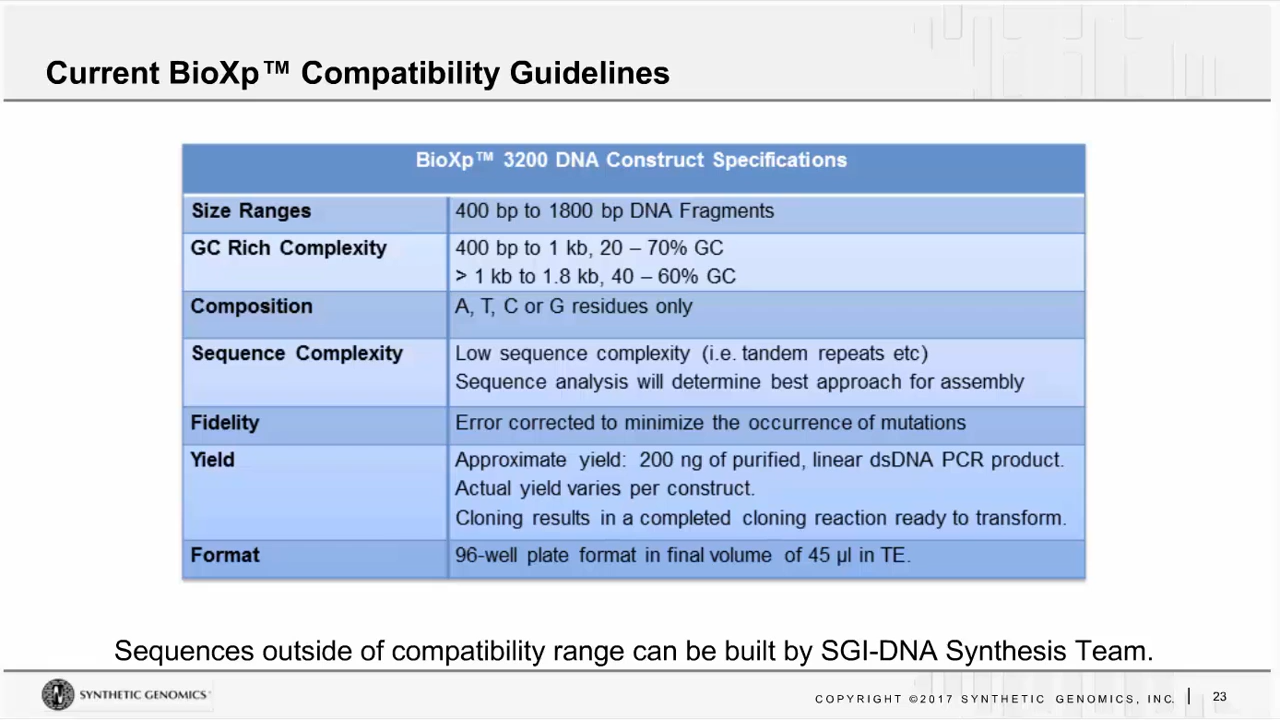 Current BioXp™ Compatibility Guidelines
BioXp™ 3200 DNA Construct Specifications
Size Ranges
400 bp to 1800 bp DNA Fragments
GC Rich Complexity
400 bp to 1 kb, 20 – 70% GC
> 1 kb to 1.8 kb, 40 – 60% GC
Composition
A, T, C or G residues only
Sequence Complexity
Low sequence complexity (i.e. tandem repeats etc)
Sequence analysis will determine best approach for assembly
Fidelity
Error corrected to minimize the occurrence of mutations
Yield
Approximate yield: 200 ng of purified, linear dsDNA PCR product.
Actual yield varies per construct.
Cloning results in a completed cloning reaction ready to transform.
Format
96-well plate format in final volume of 45 µl in TE.
Sequences outside of compatibility range can be built by SGI-DNA Synthesis Team.
SYNTHETIC GENOMICS
COPYRIGHT ©2017 SYNTHETIC GENOMICS, INC. | 23